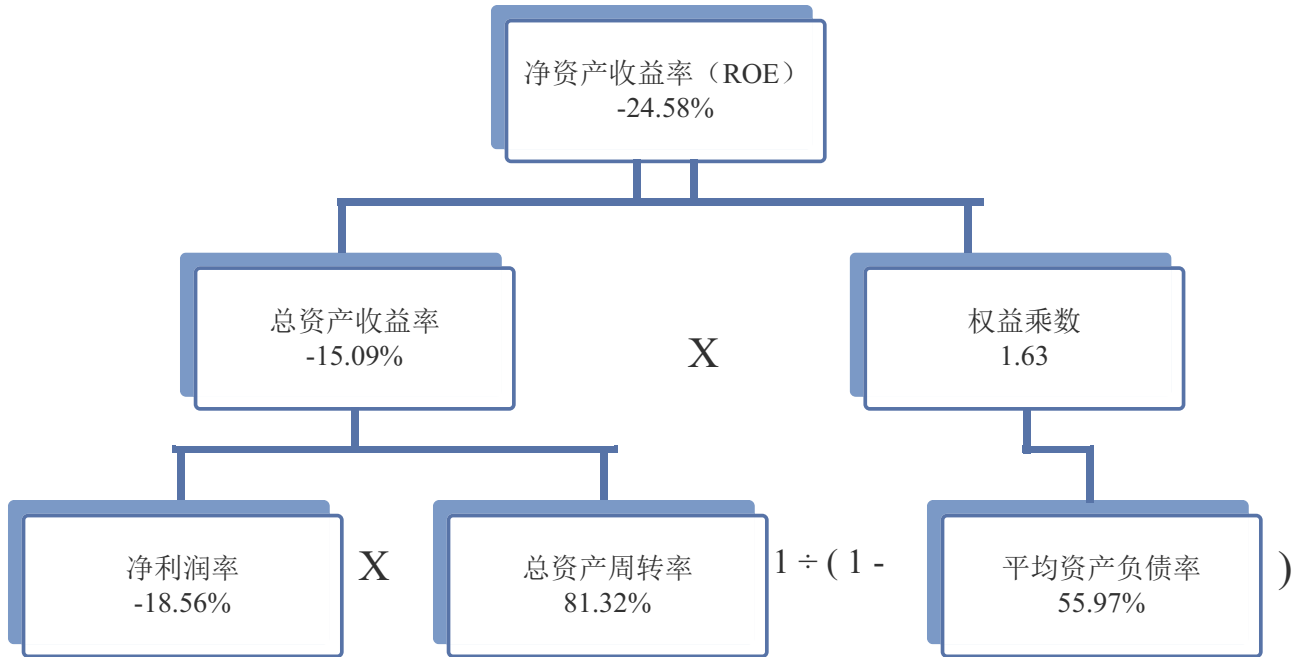 净资产收益率（ROE）
-24.58%
总资产收益率
-15.09%
X
权益乘数
1.63
净利润率
-18.56%
X
总资产周转率
81.32%
1 ÷ ( 1 -
平均资产负债率
55.97%
)